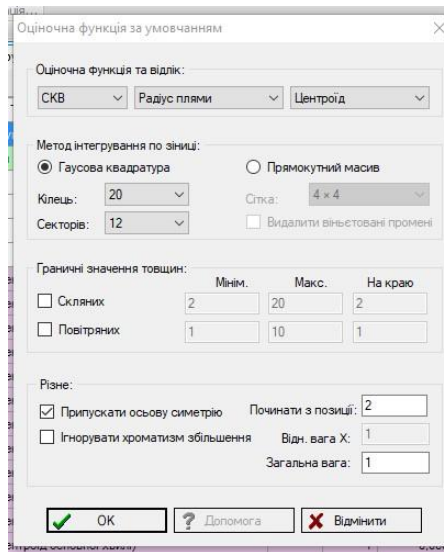 Оціночна функція за умовчанням
Оціночна функція та відлік:
СКВ Радіус плями Центроїд
Метод інтегрування по зіниці:
Гаусова квадратура Прямокутний масив
Кілець: 20 Сітка: 4 × 4
Секторів: 12 Видалити віньєтовані промені
Граничні значення товщин:
Мінім. Макс. На краю
Скляних 2 20 2
Повітряних 1 10 1
Різне:
Припускати осьову симетрію Починати з позиції: 2
Ігнорувати хроматизм збільшення Відн. вага X: 1
Загальна вага: 1
OK Допомога Відмінити